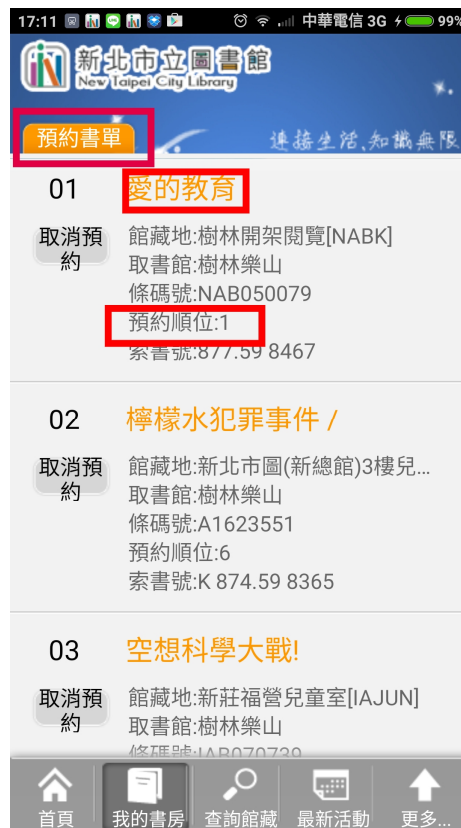 17:11 中華電信 3G 99%
新北市立圖書館
New Taipei City Library
預約書單
連接生活、知識無限
01 愛的教育
取消預約
館藏地:樹林開架閱覽[NABK]
取書館:樹林樂山
條碼號:NAB050079
預約順位:1
索書號:877.59 8467
02 檸檬水犯罪事件 /
取消預約
館藏地:新北市圖(新總館)3樓兒...
取書館:樹林樂山
條碼號:A1623551
預約順位:6
索書號:K 874.59 8365
03 空想科學大戰!
取消預約
館藏地:新莊福營兒童室[IAJUN]
取書館:樹林樂山
條碼號:IAB070739
首頁 我的書房 查詢館藏 最新活動 更多...